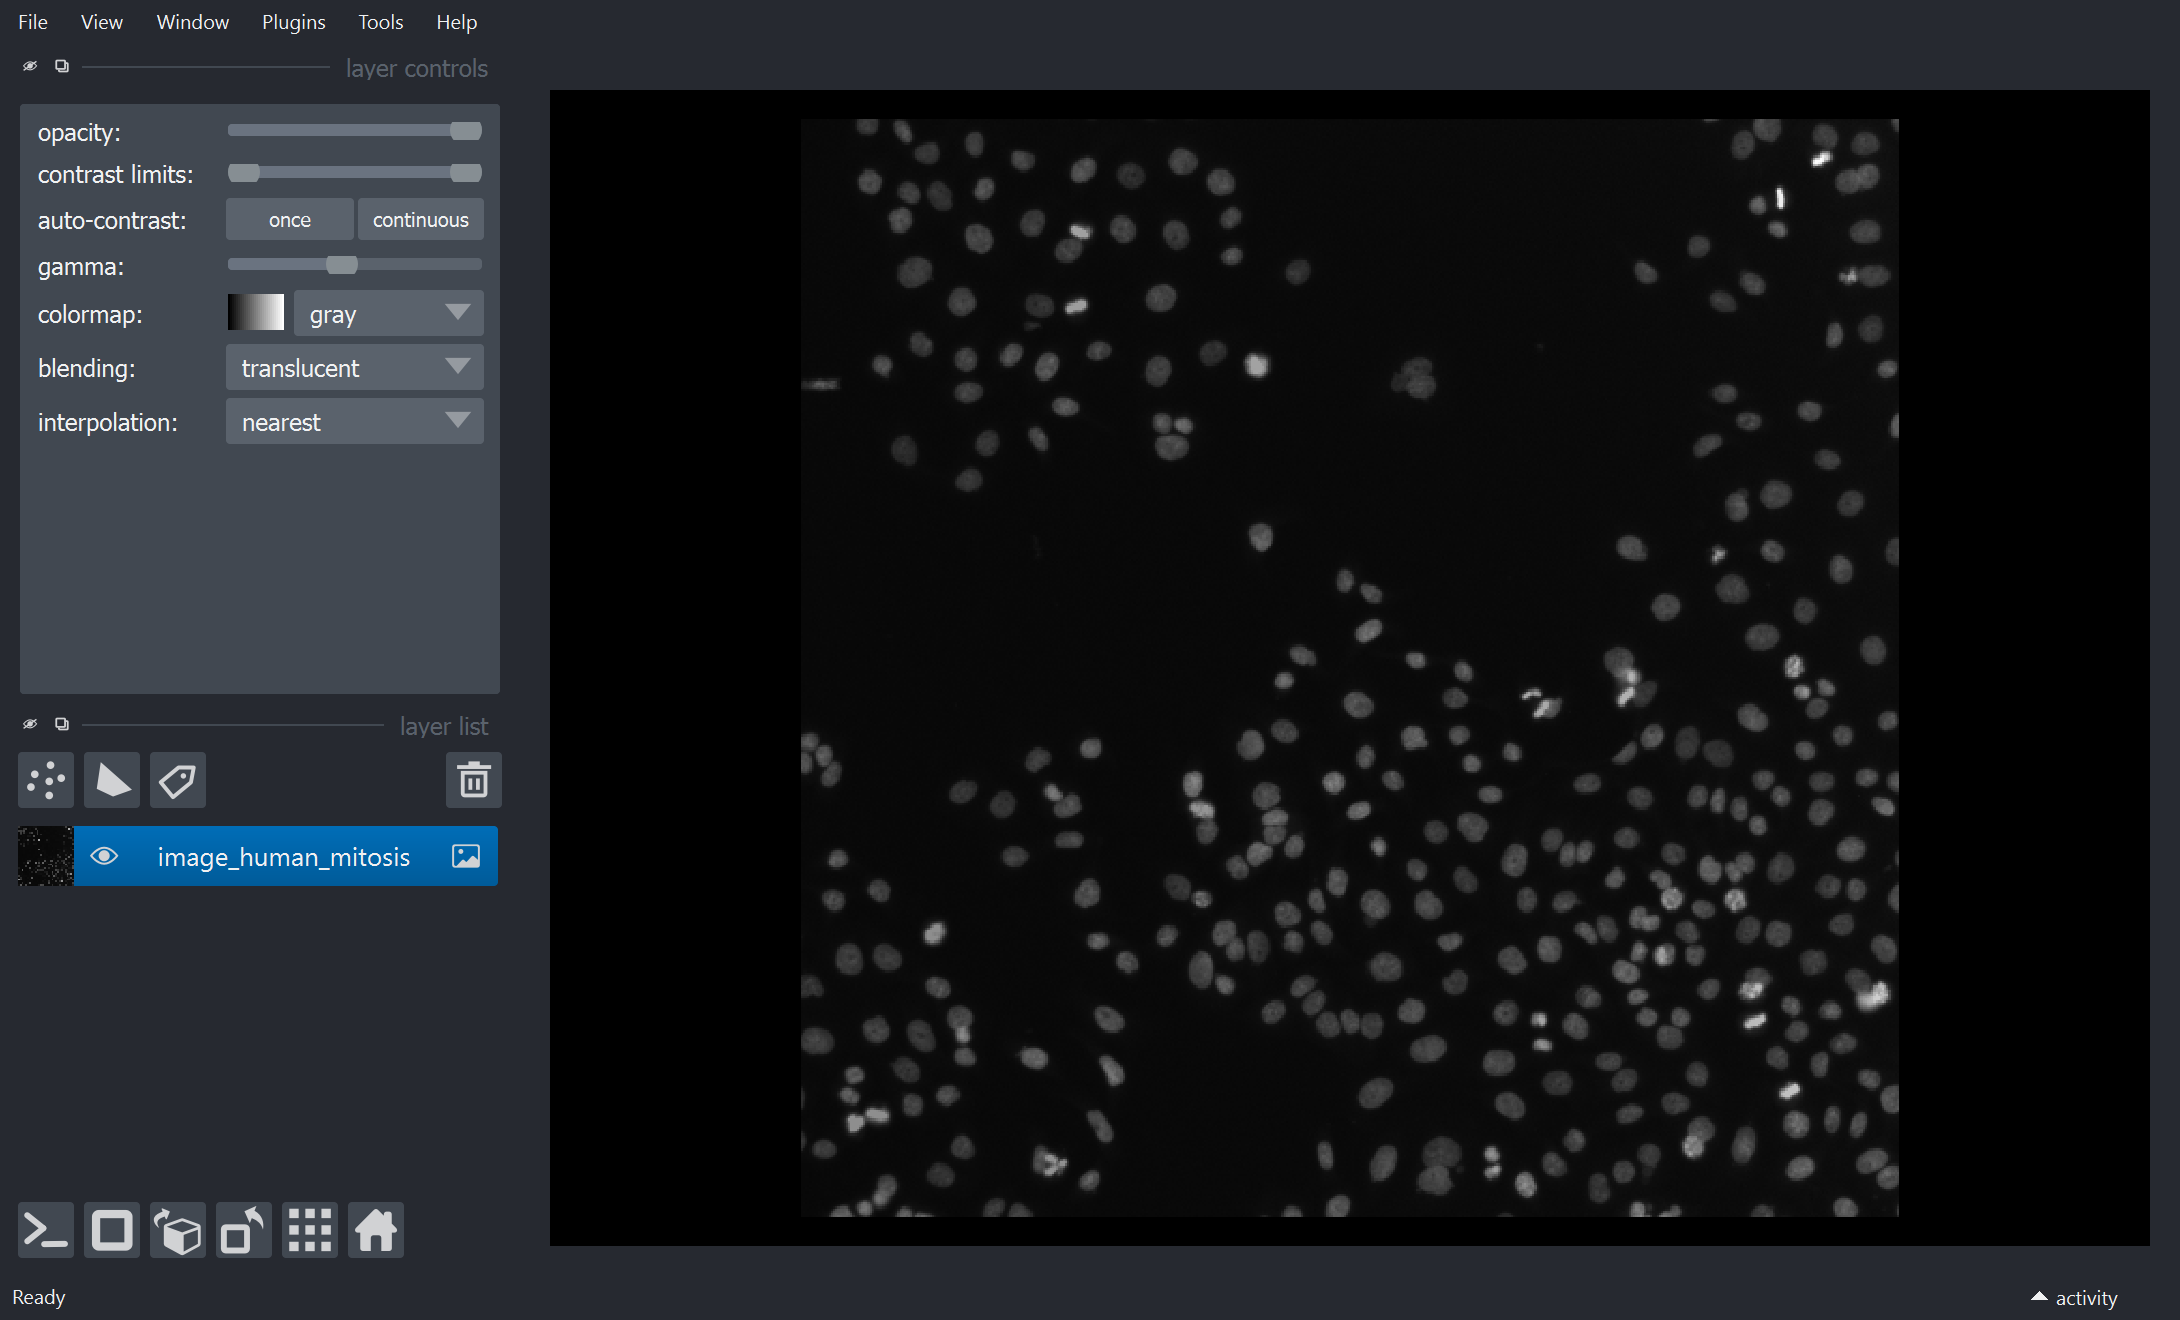 File View Window Plugins Tools Help
layer controls
opacity:
contrast limits:
auto-contrast: once continuous
gamma:
colormap: gray
blending: translucent
interpolation: nearest
layer list
image_human_mitosis
Ready
activity